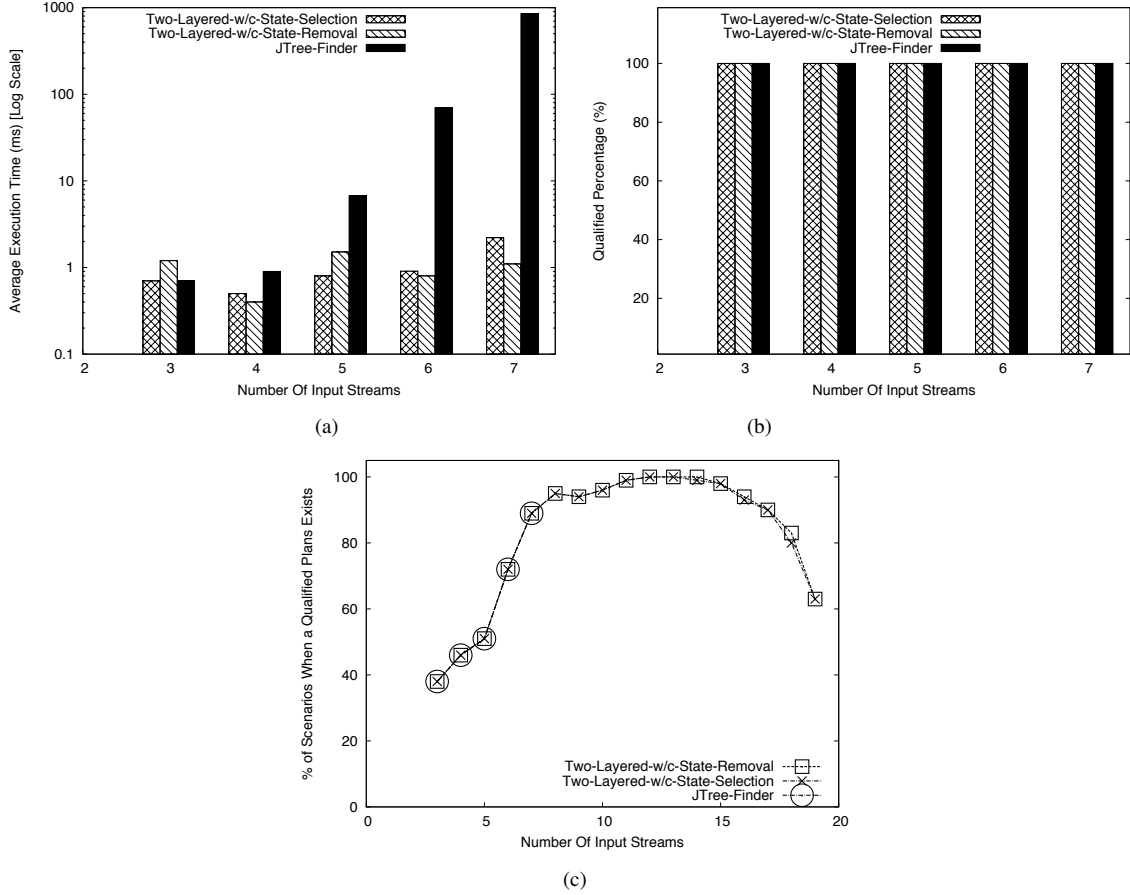 1000
100
10
1
0.1
Average Execution Time (ms) [Log Scale]
Two-Layered-w/c-State-Selection
Two-Layered-w/c-State-Removal
JTree-Finder
2 3 4 5 6 7
Number Of Input Streams
(a)
100
80
60
40
20
Qualified Percentage (%)
Two-Layered-w/c-State-Selection
Two-Layered-w/c-State-Removal
JTree-Finder
2 3 4 5 6 7
Number Of Input Streams
(b)
100
80
60
40
20
0
% of Scenarios When a Qualified Plans Exists
Two-Layered-w/c-State-Removal
Two-Layered-w/c-State-Selection
JTree-Finder
0 5 10 15 20
Number Of Input Streams
(c)